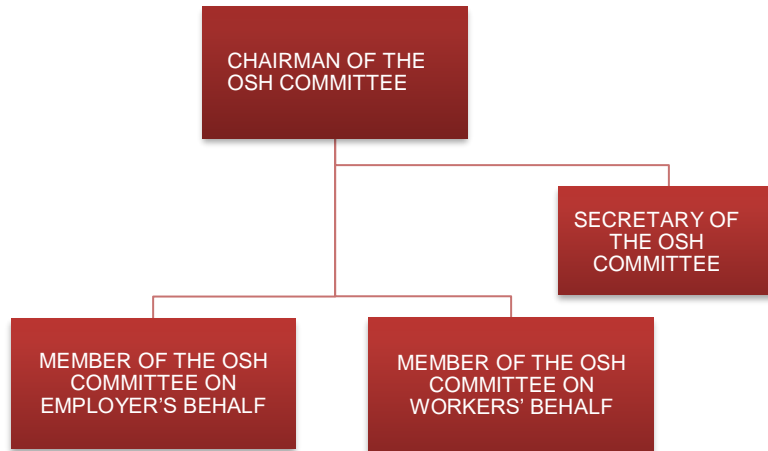 CHAIRMAN OF THE
OSH COMMITTEE
SECRETARY OF
THE OSH
COMMITTEE
MEMBER OF THE OSH
COMMITTEE ON
EMPLOYER'S BEHALF
MEMBER OF THE OSH
COMMITTEE ON
WORKERS' BEHALF